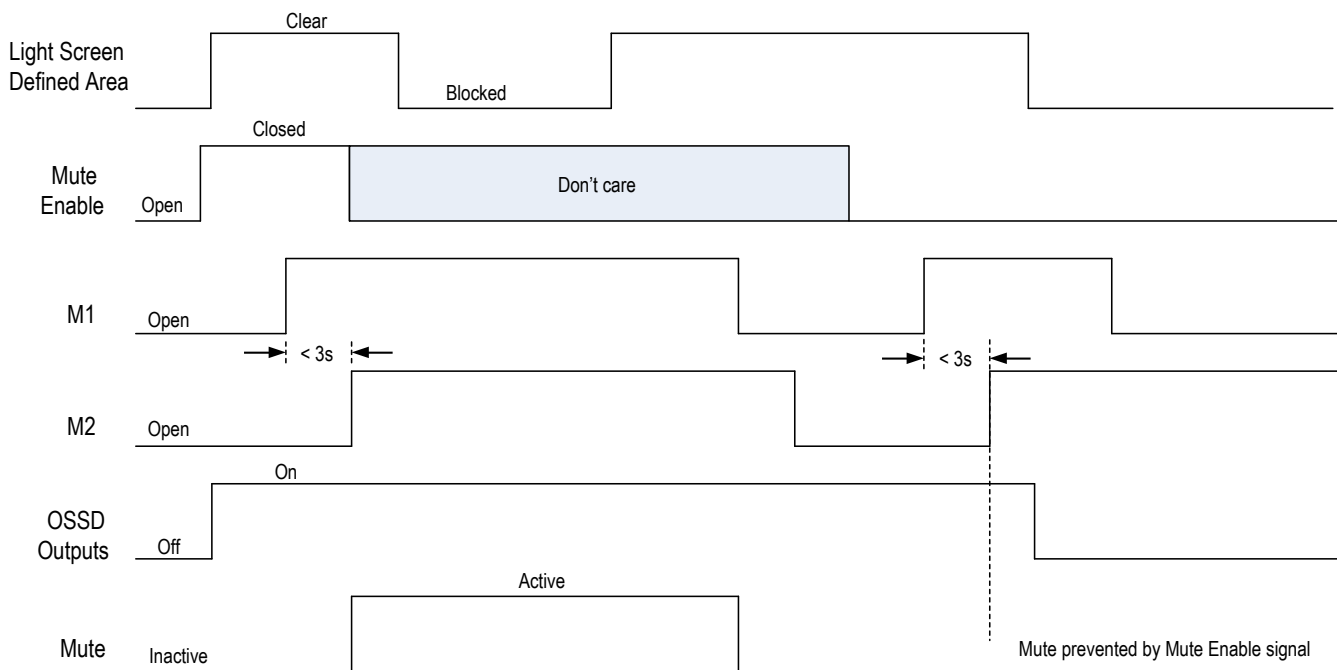 Clear
Light Screen
Defined Area
Blocked
Closed
Mute
Enable
Open
Don't care
M1
Open
< 3s
< 3s
M2
Open
On
OSSD
Outputs
Off
Active
Mute
Inactive
Mute prevented by Mute Enable signal